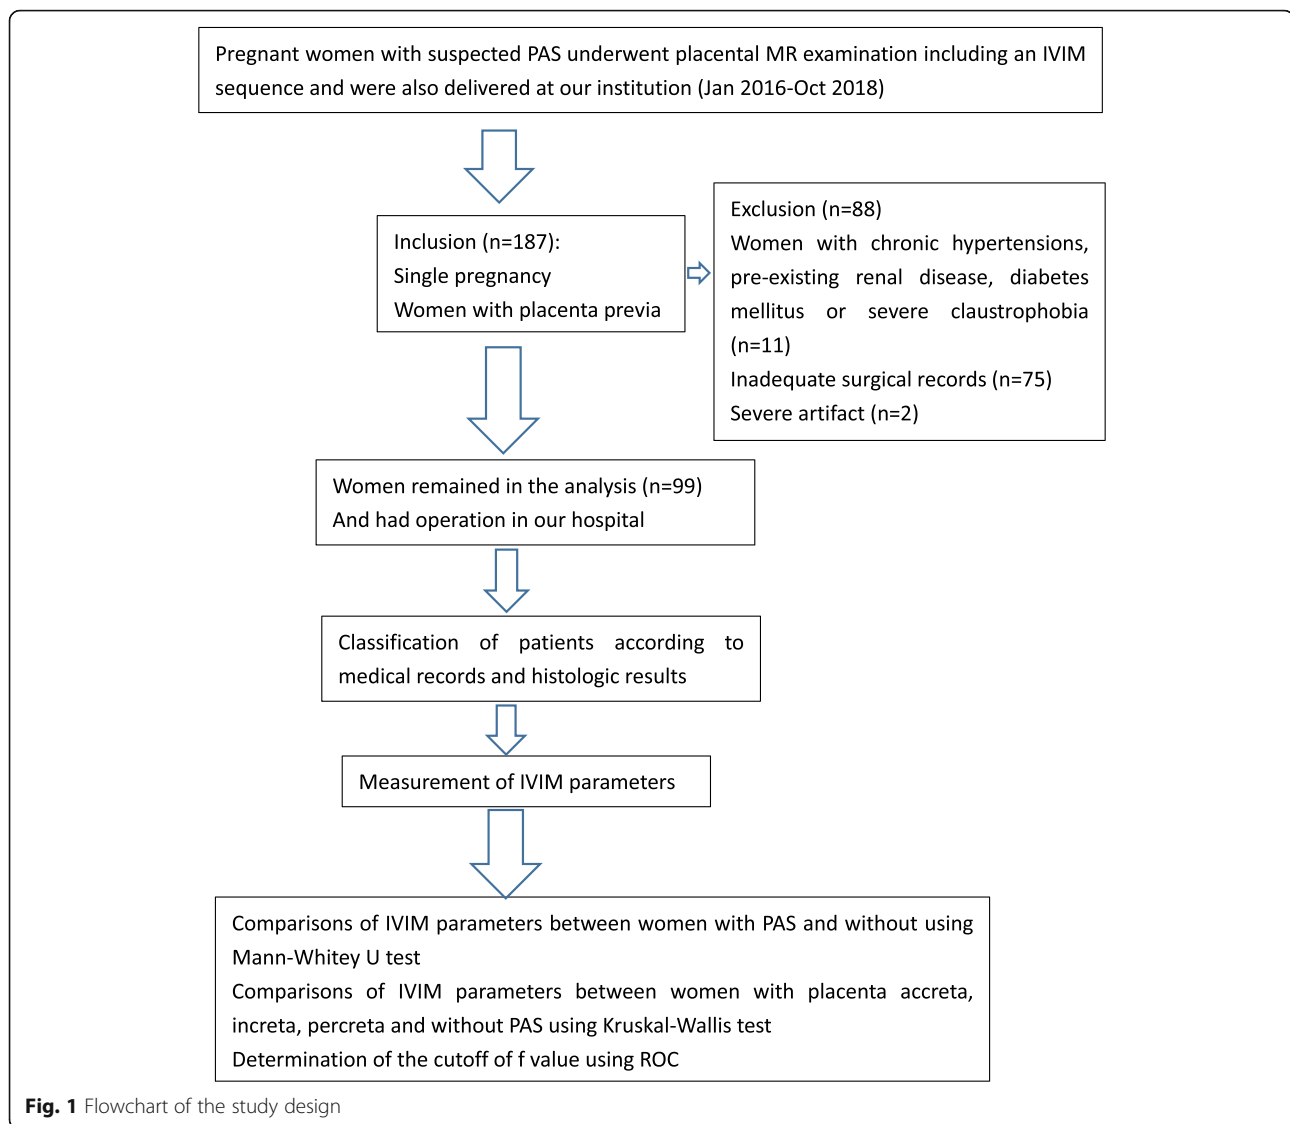 Pregnant women with suspected PAS underwent placental MR examination including an IVIM
sequence and were also delivered at our institution (Jan 2016-Oct 2018)
Inclusion (n=187):
Single pregnancy
Women with placenta previa
Exclusion (n=88)
Women with chronic hypertensions,
pre-existing renal disease, diabetes
mellitus or severe claustrophobia
(n=11)
Inadequate surgical records (n=75)
Severe artifact (n=2)
Women remained in the analysis (n=99)
And had operation in our hospital
Classification of patients according to
medical records and histologic results
Measurement of IVIM parameters
Comparisons of IVIM parameters between women with PAS and without using
Mann-Whitey U test
Comparisons of IVIM parameters between women with placenta accreta,
increta, percreta and without PAS using Kruskal-Wallis test
Determination of the cutoff of f value using ROC
Fig. 1 Flowchart of the study design